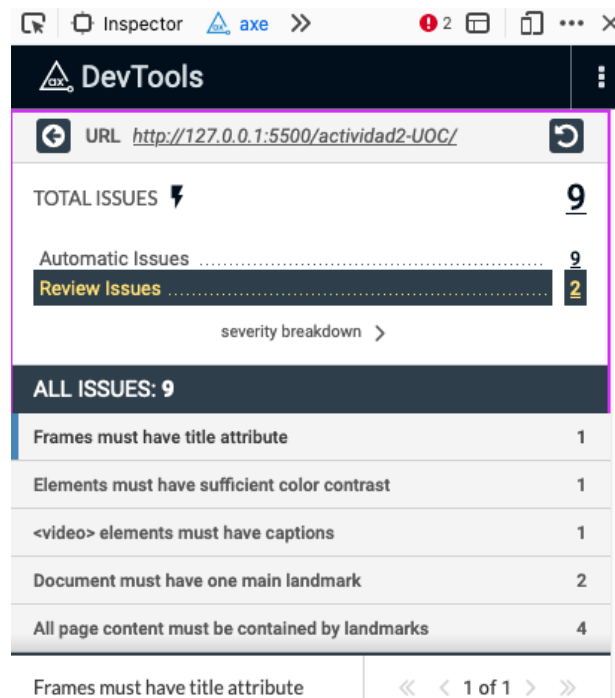 Inspector axe 2
ax DevTools
URL http://127.0.0.1:5500/actividad2-UOC/
TOTAL ISSUES 9
Automatic Issues 9
Review Issues 2
severity breakdown
ALL ISSUES: 9
Frames must have title attribute 1
Elements must have sufficient color contrast 1
<video> elements must have captions 1
Document must have one main landmark 2
All page content must be contained by landmarks 4
Frames must have title attribute 1 of 1